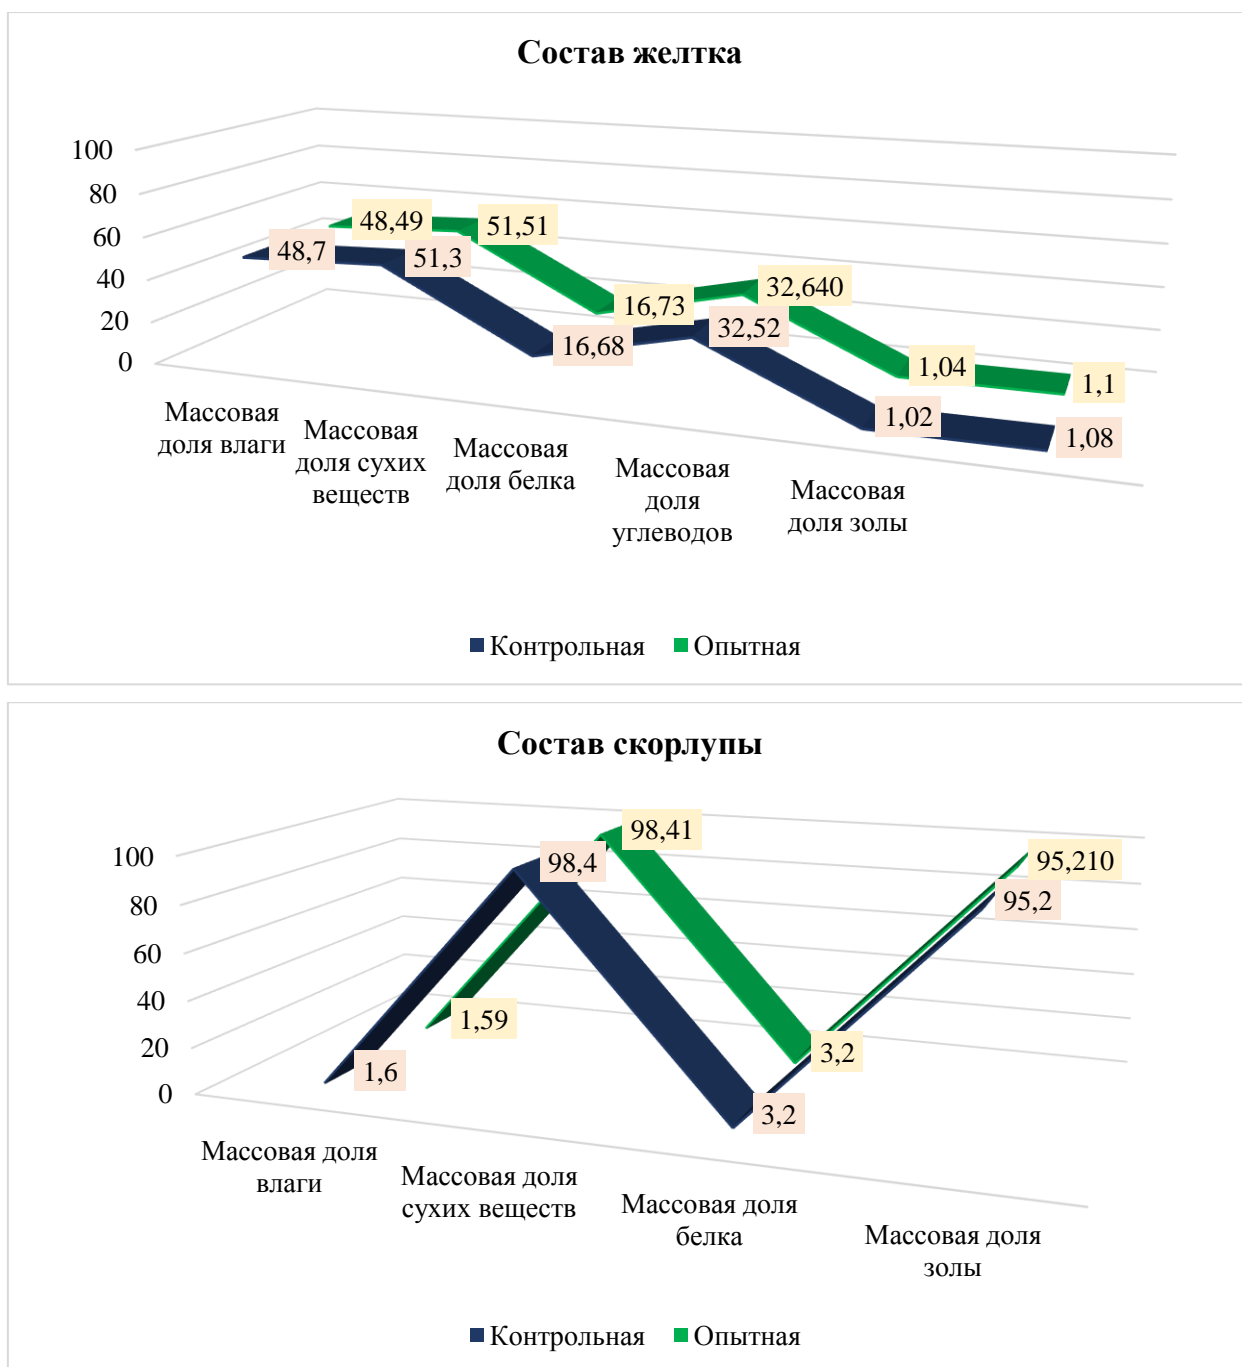 Состав желтка
100
80
60
40
20
0
48,49
51,51
16,73
32,640
1,04
1,1
48,7
51,3
16,68
32,52
1,02
1,08
Массовая
доля влаги
Массовая
доля сухих
веществ
Массовая
доля белка
Массовая
доля
углеводов
Массовая
доля золы
Контрольная
Опытная
Состав скорлупы
100
80
60
40
20
0
98,41
95,210
98,4
95,2
1,59
3,2
1,6
3,2
Массовая доля
влаги
Массовая доля
сухих веществ
Массовая доля
белка
Массовая доля
золы
Контрольная
Опытная